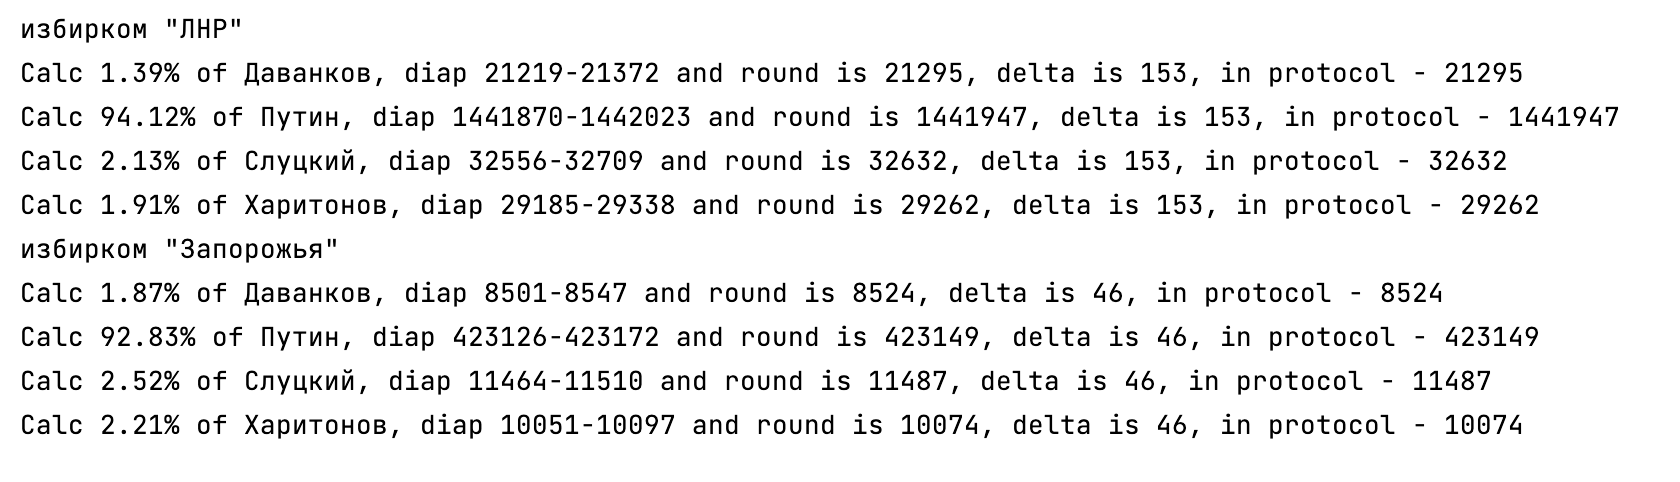 избирком "ЛНР"
Calc 1.39% of Даванков, diap 21219-21372 and round is 21295, delta is 153, in protocol - 21295
Calc 94.12% of Путин, diap 1441870-1442023 and round is 1441947, delta is 153, in protocol - 1441947
Calc 2.13% of Слуцкий, diap 32556-32709 and round is 32632, delta is 153, in protocol - 32632
Calc 1.91% of Харитонов, diap 29185-29338 and round is 29262, delta is 153, in protocol - 29262
избирком "Запорожья"
Calc 1.87% of Даванков, diap 8501-8547 and round is 8524, delta is 46, in protocol - 8524
Calc 92.83% of Путин, diap 423126-423172 and round is 423149, delta is 46, in protocol - 423149
Calc 2.52% of Слуцкий, diap 11464-11510 and round is 11487, delta is 46, in protocol - 11487
Calc 2.21% of Харитонов, diap 10051-10097 and round is 10074, delta is 46, in protocol - 10074